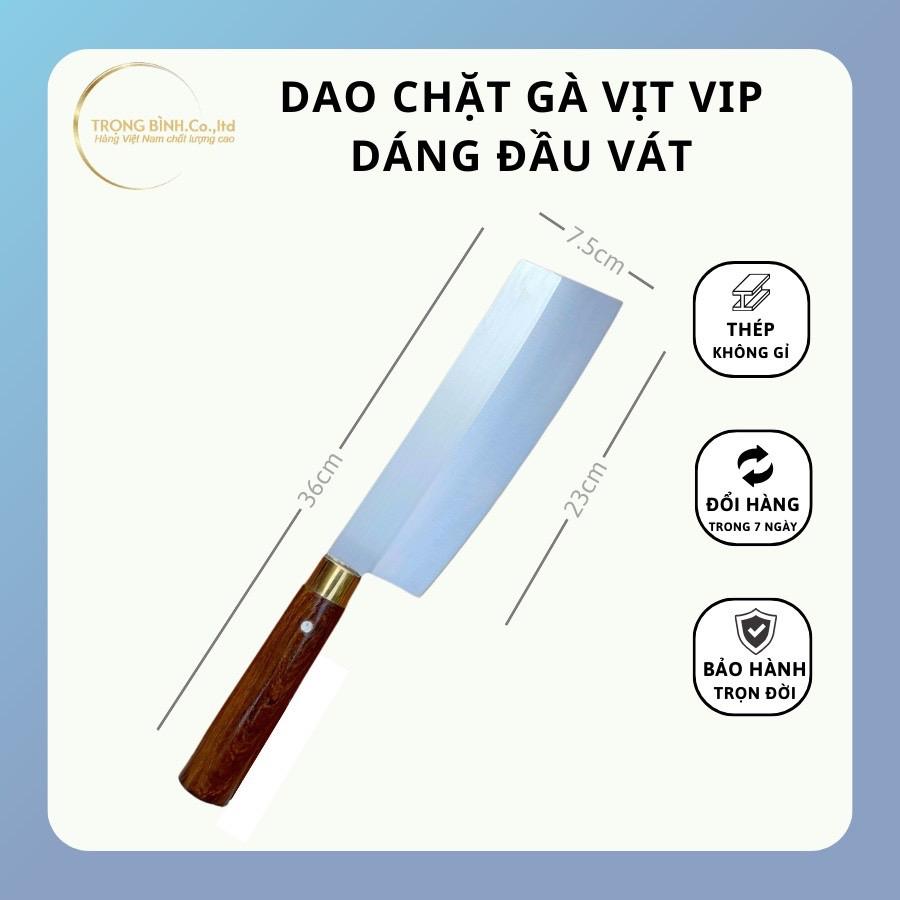 TRỌNG BÌNH.Co.,ltd
Hàng Việt Nam chất lượng cao
DAO CHẶT GÀ VỊT VIP
DÁNG ĐẦU VÁT
7.5cm
36cm
23cm
THÉP
KHÔNG GỈ
ĐỔI HÀNG
TRONG 7 NGÀY
BẢO HÀNH
TRỌN ĐỜI